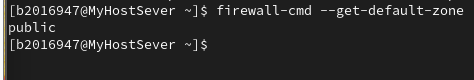 [b2016947@MyHostSever ~]$ firewall-cmd --get-default-zone
public
[b2016947@MyHostSever ~]$